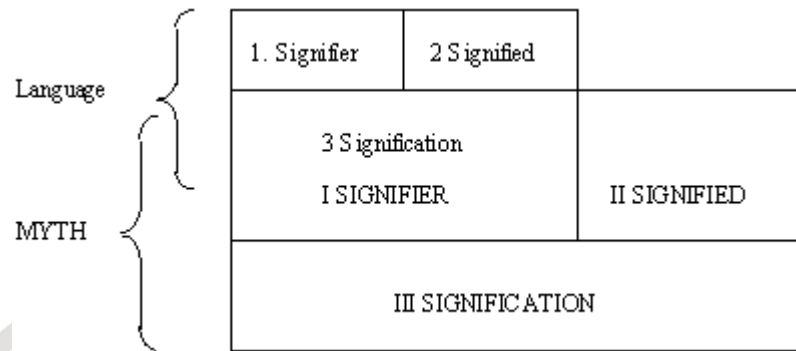 1. Signifier 2 Signified
Language
3 Signification
I SIGNIFIER II SIGNIFIED
MYTH
III SIGNIFICATION